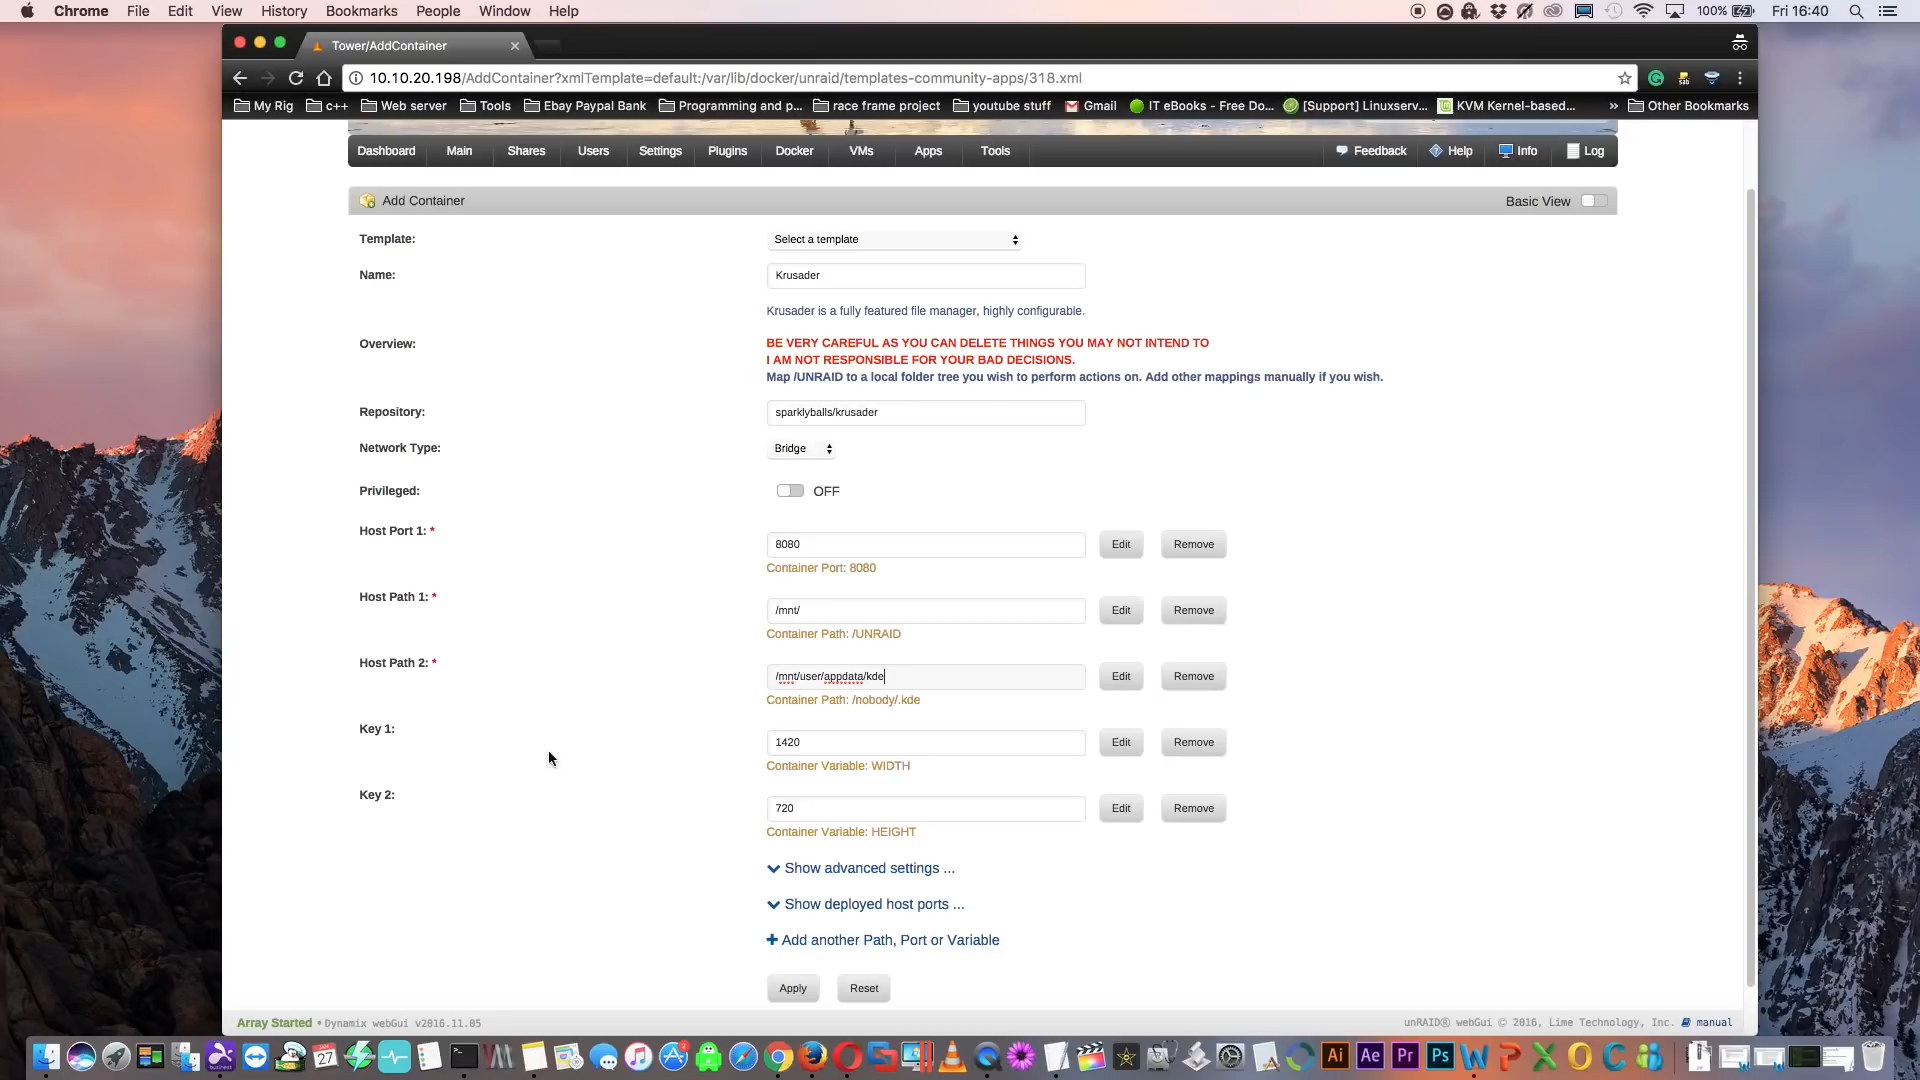 Chrome File Edit View History Bookmarks People Window Help 100% Fri 16:40
Tower/AddContainer
10.10.20.198/AddContainer?xmlTemplate=default:/var/lib/docker/unraid/templates-community-apps/318.xml
My Rig c++ Web server Tools Ebay Paypal Bank Programming and p... race frame project youtube stuff Gmail IT eBooks - Free Do... [Support] Linuxserv... KVM Kernel-based... » Other Bookmarks
Dashboard Main Shares Users Settings Plugins Docker VMs Apps Tools Feedback Help Info Log
Add Container Basic View
Template: Select a template
Name: Krusader
Krusader is a fully featured file manager, highly configurable.
Overview: BE VERY CAREFUL AS YOU CAN DELETE THINGS YOU MAY NOT INTEND TO
I AM NOT RESPONSIBLE FOR YOUR BAD DECISIONS.
Map /UNRAID to a local folder tree you wish to perform actions on. Add other mappings manually if you wish.
Repository: sparklyballs/krusader
Network Type: Bridge
Privileged: OFF
Host Port 1: * 8080 Edit Remove
Container Port: 8080
Host Path 1: * /mnt/ Edit Remove
Container Path: /UNRAID
Host Path 2: * /mnt/user/appdata/kde Edit Remove
Container Path: /nobody/.kde
Key 1: 1420 Edit Remove
Container Variable: WIDTH
Key 2: 720 Edit Remove
Container Variable: HEIGHT
Show advanced settings ...
Show deployed host ports ...
Add another Path, Port or Variable
Apply Reset
Array Started • Dynamix webGui v2016.11.05 unRAID® webGui © 2016, Lime Technology, Inc. manual
27 Ai Ae Pr Ps